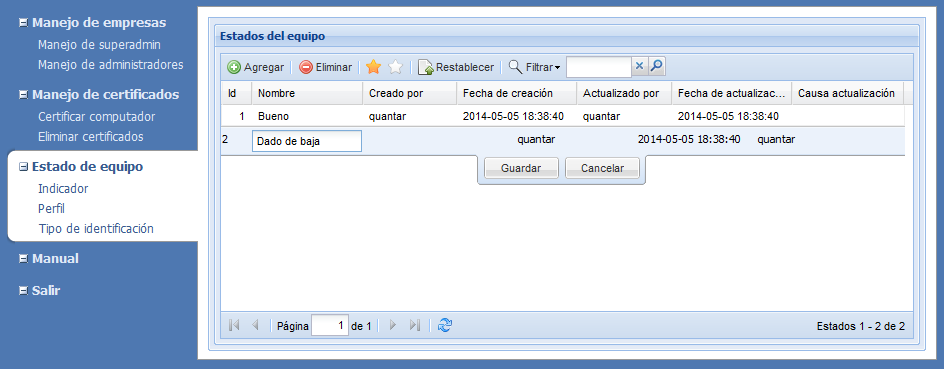 Manejo de empresas
Manejo de superadmin
Manejo de administradores
Manejo de certificados
Certificar computador
Eliminar certificados
Estado de equipo
Indicador
Perfil
Tipo de identificación
Manual
Salir
Estados del equipo
Agregar Eliminar Restablecer Filtrar
Id Nombre Creado por Fecha de creación Actualizado por Fecha de actualizac... Causa actualización
1 Bueno quantar 2014-05-05 18:38:40 quantar 2014-05-05 18:38:40
2 Dado de baja quantar 2014-05-05 18:38:40 quantar
Guardar Cancelar
Página 1 de 1 Estados 1 - 2 de 2